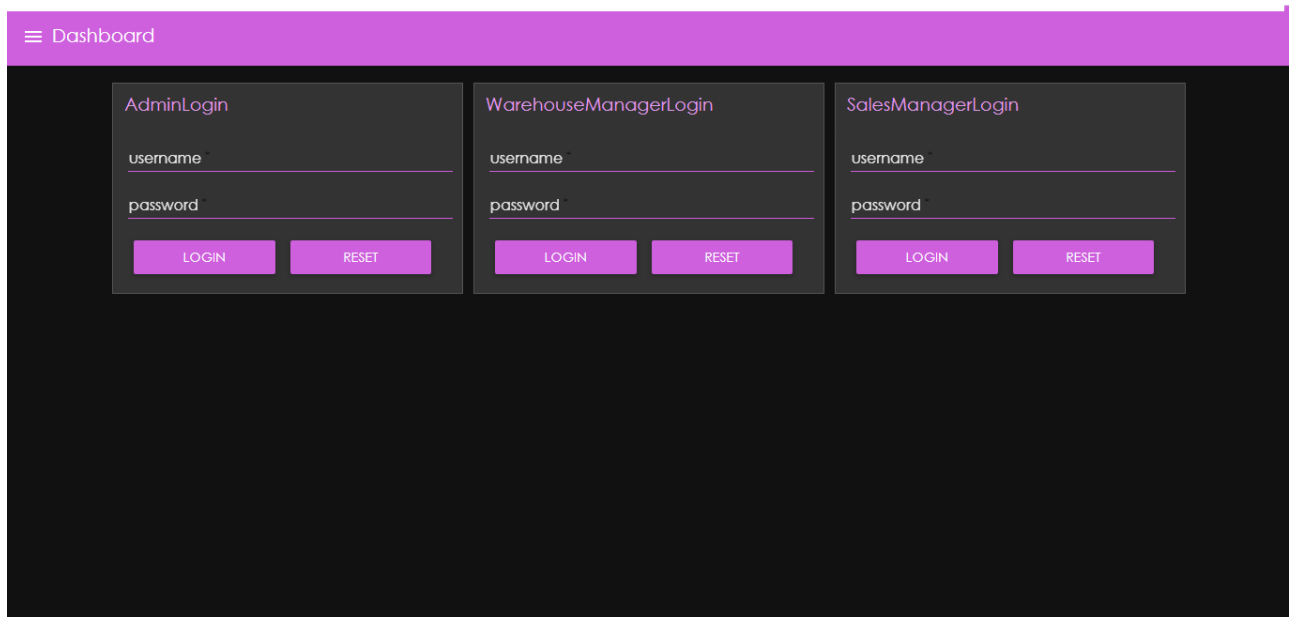 Dashboard
AdminLogin
username *
password *
LOGIN RESET
WarehouseManagerLogin
username *
password *
LOGIN RESET
SalesManagerLogin
username *
password *
LOGIN RESET